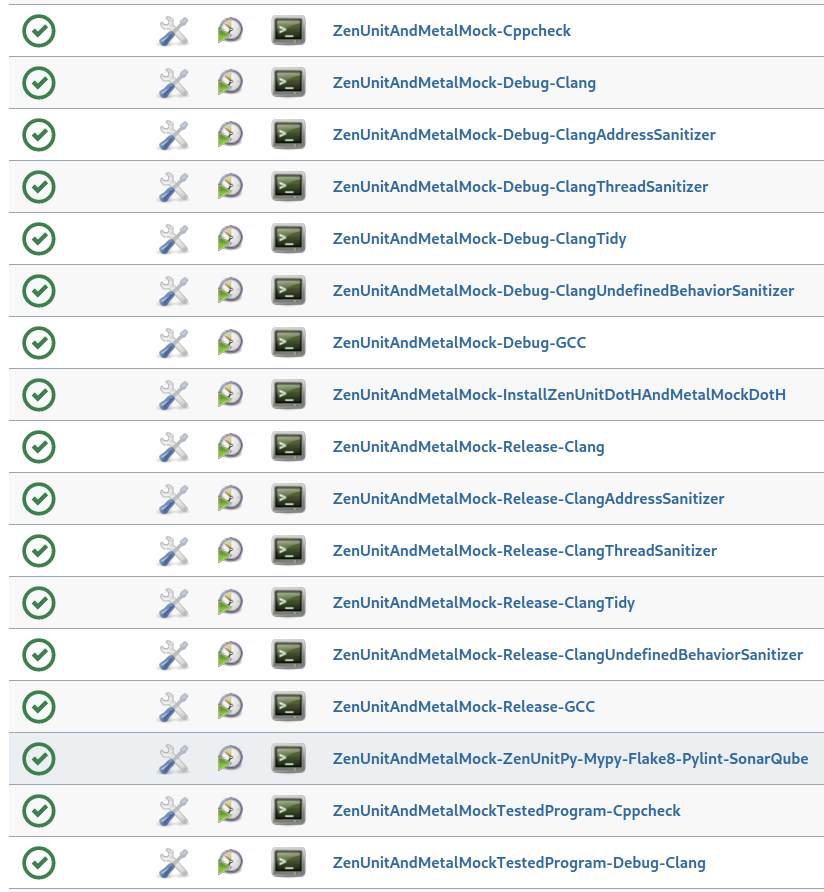 ZenUnitAndMetalMock-Cppcheck
ZenUnitAndMetalMock-Debug-Clang
ZenUnitAndMetalMock-Debug-ClangAddressSanitizer
ZenUnitAndMetalMock-Debug-ClangThreadSanitizer
ZenUnitAndMetalMock-Debug-ClangTidy
ZenUnitAndMetalMock-Debug-ClangUndefinedBehaviorSanitizer
ZenUnitAndMetalMock-Debug-GCC
ZenUnitAndMetalMock-InstallZenUnitDotHAndMetalMockDotH
ZenUnitAndMetalMock-Release-Clang
ZenUnitAndMetalMock-Release-ClangAddressSanitizer
ZenUnitAndMetalMock-Release-ClangThreadSanitizer
ZenUnitAndMetalMock-Release-ClangTidy
ZenUnitAndMetalMock-Release-ClangUndefinedBehaviorSanitizer
ZenUnitAndMetalMock-Release-GCC
ZenUnitAndMetalMock-ZenUnitPy-Mypy-Flake8-Pylint-SonarQube
ZenUnitAndMetalMockTestedProgram-Cppcheck
ZenUnitAndMetalMockTestedProgram-Debug-Clang